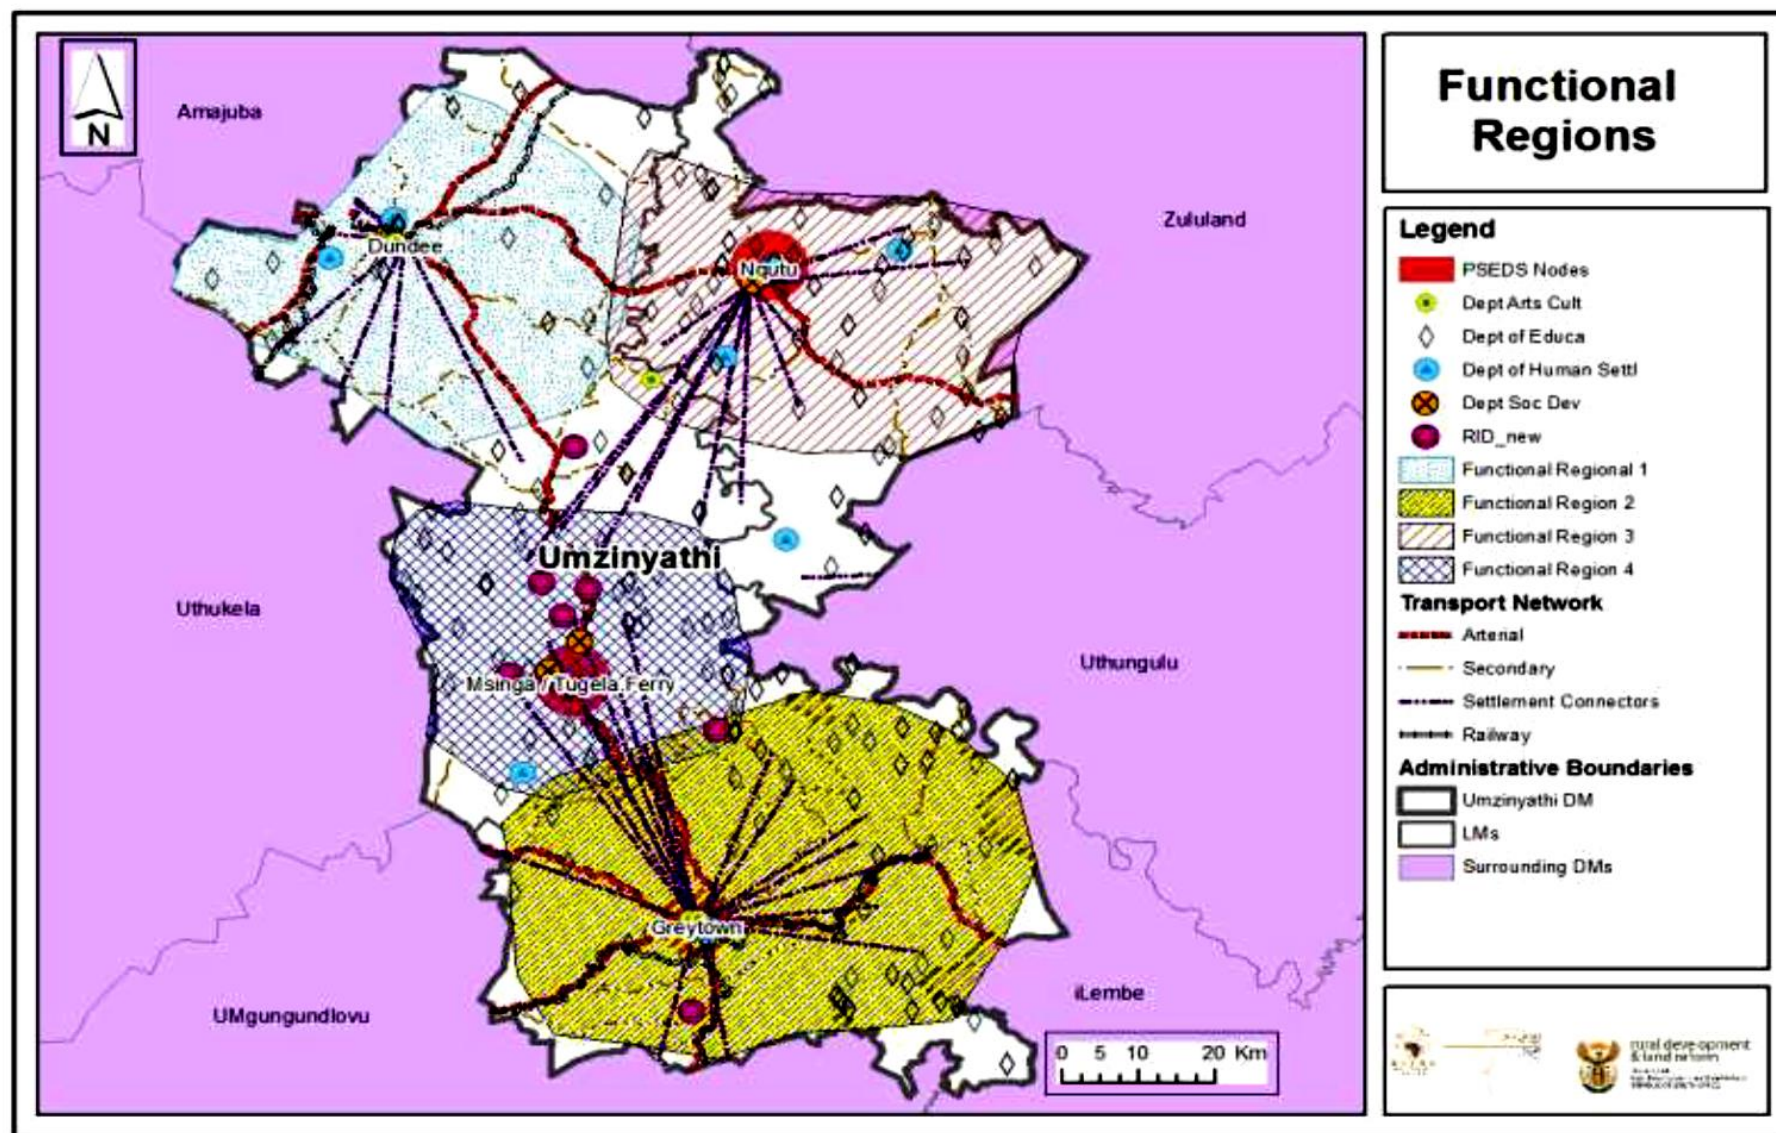 Functional
Regions
N
Amajuba
Zululand
Dundee
Nqutu
Umzinyathi
Uthukela
Uthungulu
Msinga / Tugela Ferry
Greytown
UMgungundlovu
iLembe
0 5 10 20 Km
Legend
PSEDS Nodes
Dept Arts Cult
Dept of Educa
Dept of Human Settl
Dept Soc Dev
RID_new
Functional Regional 1
Functional Region 2
Functional Region 3
Functional Region 4
Transport Network
Arterial
Secondary
Settlement Connectors
Railway
Administrative Boundaries
Umzinyathi DM
LMs
Surrounding DMs
rural development
& land reform